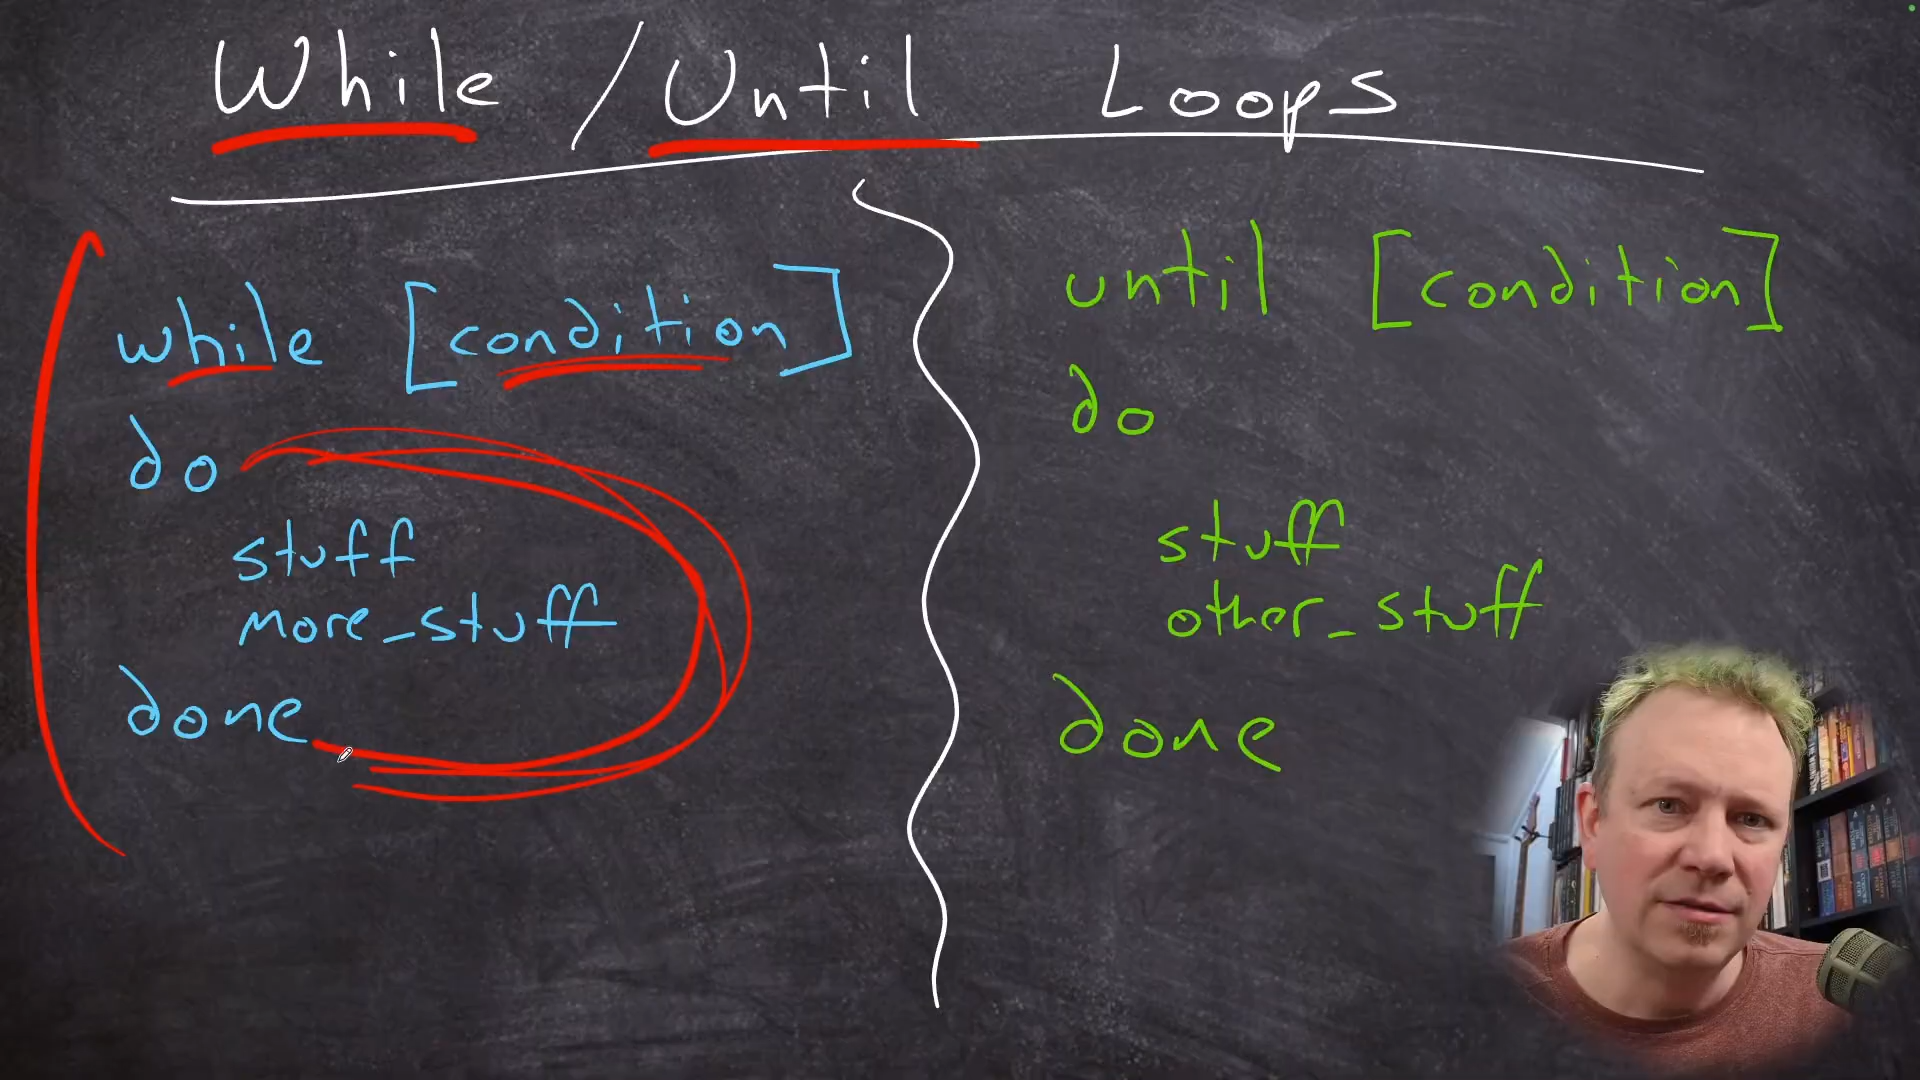 While / Until Loops
while [condition]
do
stuff
more_stuff
done
until [condition]
do
stuff
other_stuff
done